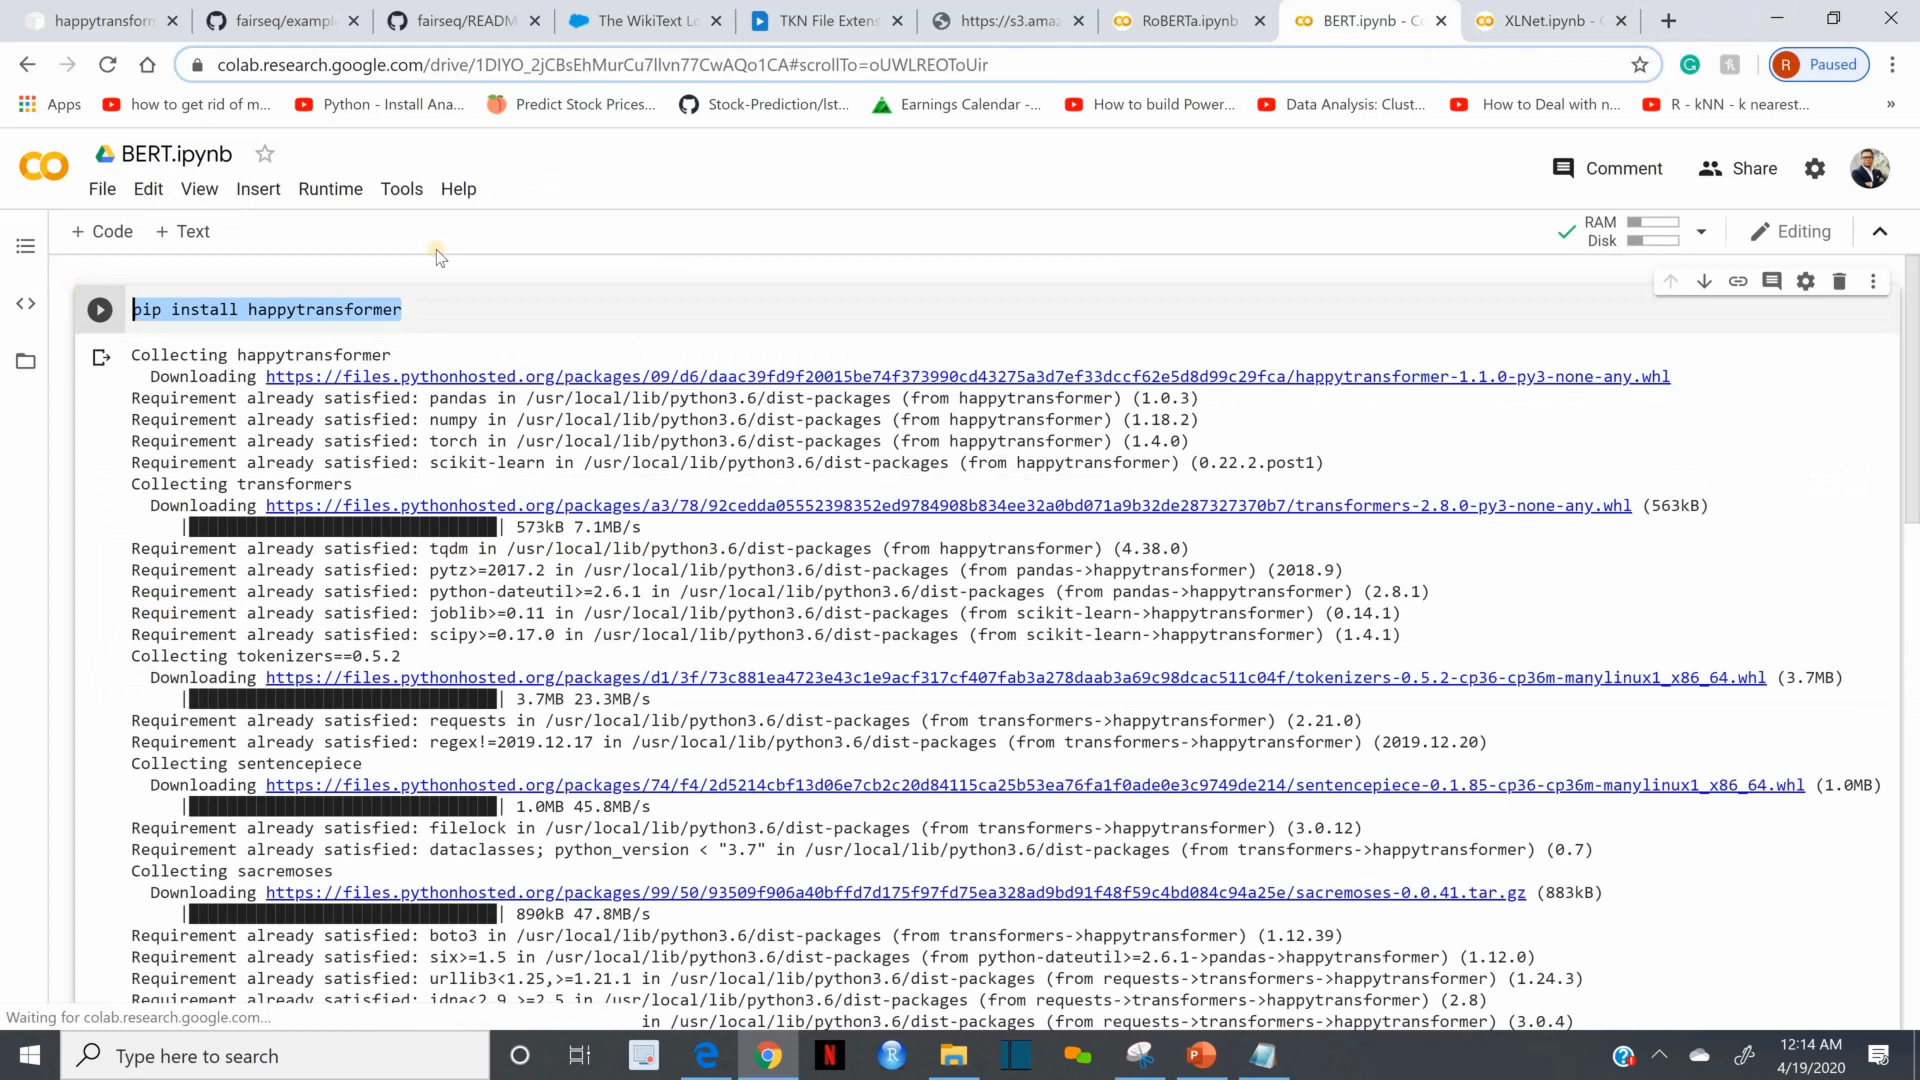 happytransform
fairseq/exampl
fairseq/READM
The WikiText Lo
TKN File Extens
https://s3.amaz
RoBERTa.ipynb
BERT.ipynb - Co
XLNet.ipynb - C
colab.research.google.com/drive/1DIYO_2jCBsEhMurCu7llvn77CwAQo1CA#scrollTo=oUWLREOToUir
R Paused
Apps
how to get rid of m...
Python - Install Ana...
Predict Stock Prices...
Stock-Prediction/lst...
Earnings Calendar -...
How to build Power...
Data Analysis: Clust...
How to Deal with n...
R - kNN - k nearest...
»
CO
BERT.ipynb
Comment
Share
File Edit View Insert Runtime Tools Help
+ Code + Text
RAM
Disk
Editing
pip install happytransformer
Collecting happytransformer
Downloading https://files.pythonhosted.org/packages/09/d6/daac39fd9f20015be74f373990cd43275a3d7ef33dccf62e5d8d99c29fca/happytransformer-1.1.0-py3-none-any.whl
Requirement already satisfied: pandas in /usr/local/lib/python3.6/dist-packages (from happytransformer) (1.0.3)
Requirement already satisfied: numpy in /usr/local/lib/python3.6/dist-packages (from happytransformer) (1.18.2)
Requirement already satisfied: torch in /usr/local/lib/python3.6/dist-packages (from happytransformer) (1.4.0)
Requirement already satisfied: scikit-learn in /usr/local/lib/python3.6/dist-packages (from happytransformer) (0.22.2.post1)
Collecting transformers
Downloading https://files.pythonhosted.org/packages/a3/78/92cedda05552398352ed9784908b834ee32a0bd071a9b32de287327370b7/transformers-2.8.0-py3-none-any.whl (563kB)
573kB 7.1MB/s
Requirement already satisfied: tqdm in /usr/local/lib/python3.6/dist-packages (from happytransformer) (4.38.0)
Requirement already satisfied: pytz>=2017.2 in /usr/local/lib/python3.6/dist-packages (from pandas->happytransformer) (2018.9)
Requirement already satisfied: python-dateutil>=2.6.1 in /usr/local/lib/python3.6/dist-packages (from pandas->happytransformer) (2.8.1)
Requirement already satisfied: joblib>=0.11 in /usr/local/lib/python3.6/dist-packages (from scikit-learn->happytransformer) (0.14.1)
Requirement already satisfied: scipy>=0.17.0 in /usr/local/lib/python3.6/dist-packages (from scikit-learn->happytransformer) (1.4.1)
Collecting tokenizers==0.5.2
Downloading https://files.pythonhosted.org/packages/d1/3f/73c881ea4723e43c1e9acf317cf407fab3a278daab3a69c98dcac511c04f/tokenizers-0.5.2-cp36-cp36m-manylinux1_x86_64.whl (3.7MB)
3.7MB 23.3MB/s
Requirement already satisfied: requests in /usr/local/lib/python3.6/dist-packages (from transformers->happytransformer) (2.21.0)
Requirement already satisfied: regex!=2019.12.17 in /usr/local/lib/python3.6/dist-packages (from transformers->happytransformer) (2019.12.20)
Collecting sentencepiece
Downloading https://files.pythonhosted.org/packages/74/f4/2d5214cbf13d06e7cb2c20d84115ca25b53ea76fa1f0ade0e3c9749de214/sentencepiece-0.1.85-cp36-cp36m-manylinux1_x86_64.whl (1.0MB)
1.0MB 45.8MB/s
Requirement already satisfied: filelock in /usr/local/lib/python3.6/dist-packages (from transformers->happytransformer) (3.0.12)
Requirement already satisfied: dataclasses; python_version < "3.7" in /usr/local/lib/python3.6/dist-packages (from transformers->happytransformer) (0.7)
Collecting sacremoses
Downloading https://files.pythonhosted.org/packages/99/50/93509f906a40bffd7d175f97fd75ea328ad9bd91f48f59c4bd084c94a25e/sacremoses-0.0.41.tar.gz (883kB)
890kB 47.8MB/s
Requirement already satisfied: boto3 in /usr/local/lib/python3.6/dist-packages (from transformers->happytransformer) (1.12.39)
Requirement already satisfied: six>=1.5 in /usr/local/lib/python3.6/dist-packages (from python-dateutil>=2.6.1->pandas->happytransformer) (1.12.0)
Requirement already satisfied: urllib3<1.25,>=1.21.1 in /usr/local/lib/python3.6/dist-packages (from requests->transformers->happytransformer) (1.24.3)
Requirement already satisfied: idna<2.9,>=2.5 in /usr/local/lib/python3.6/dist-packages (from requests->transformers->happytransformer) (2.8)
Waiting for colab.research.google.com...
in /usr/local/lib/python3.6/dist-packages (from requests->transformers->happytransformer) (3.0.4)
Type here to search
N
R
P
12:14 AM
4/19/2020